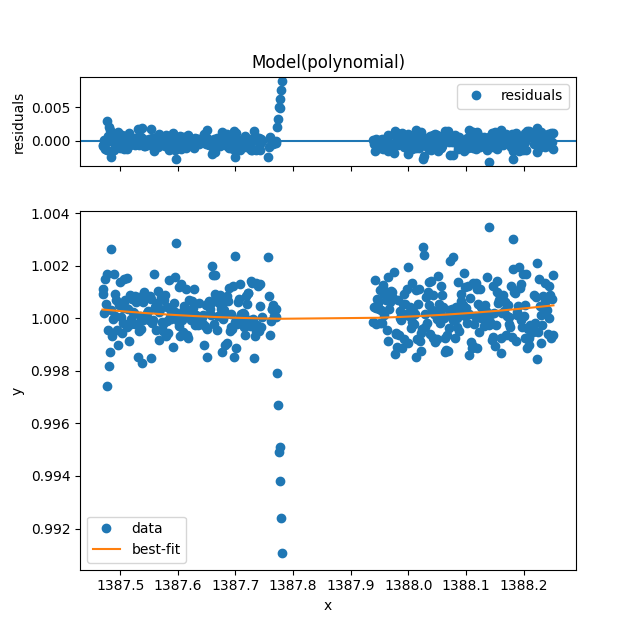 Model(polynomial)
residuals
0.005
0.000
residuals
1.004
1.002
1.000
0.998
0.996
0.994
0.992
y
data
best-fit
1387.5 1387.6 1387.7 1387.8 1387.9 1388.0 1388.1 1388.2
x